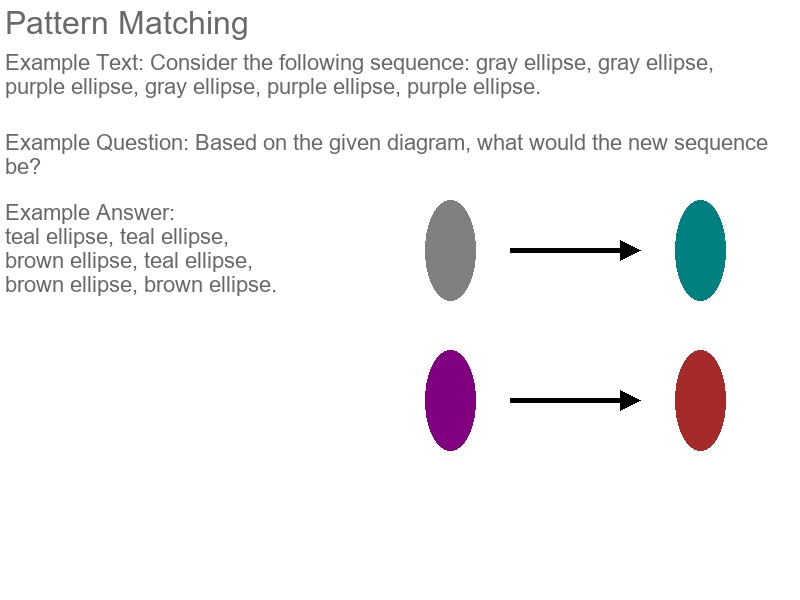 Pattern Matching
Example Text: Consider the following sequence: gray ellipse, gray ellipse,
purple ellipse, gray ellipse, purple ellipse, purple ellipse.
Example Question: Based on the given diagram, what would the new sequence
be?
Example Answer:
teal ellipse, teal ellipse,
brown ellipse, teal ellipse,
brown ellipse, brown ellipse.